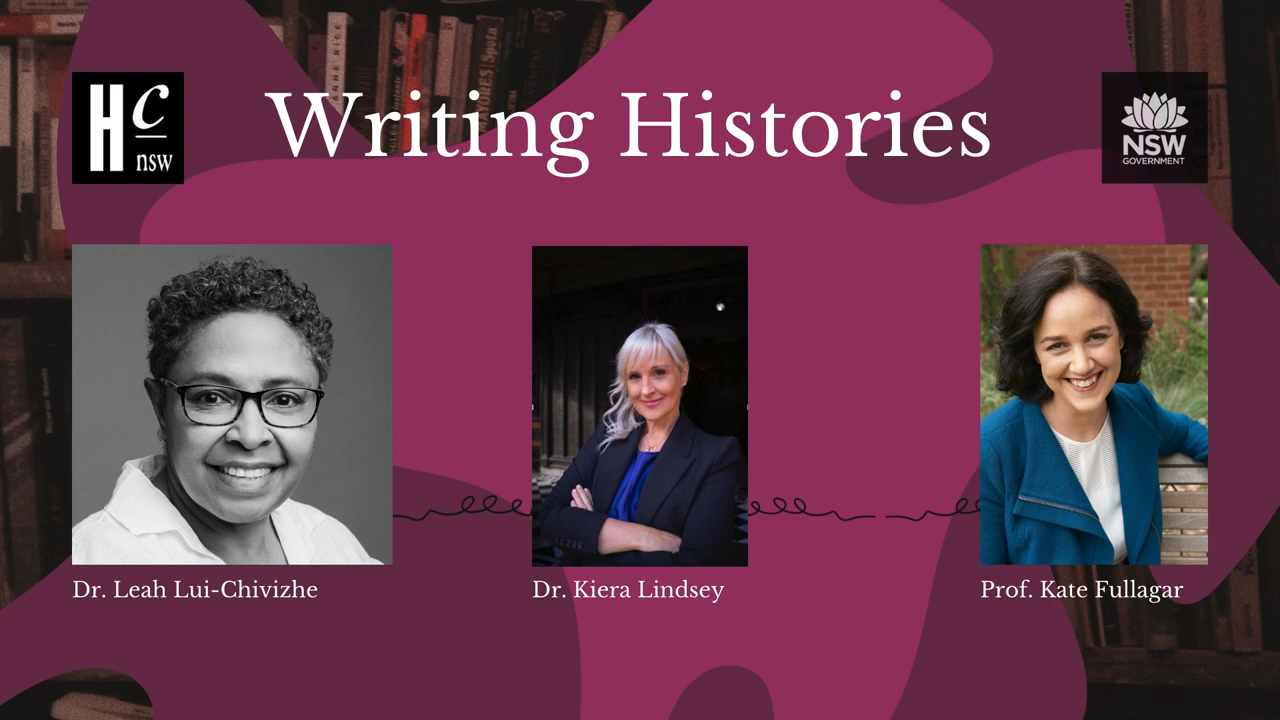 Writing Histories
HC
nsw
NSW
GOVERNMENT
Dr. Leah Lui-Chivizhe
Dr. Kiera Lindsey
Prof. Kate Fullagar